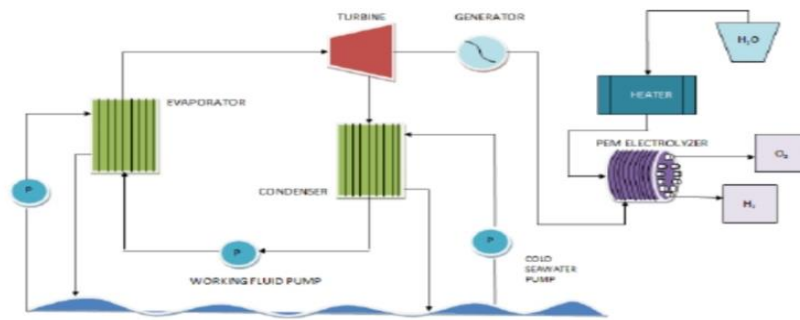 TURBINE
GENERATOR
H₂O
EVAPORATOR
HEATER
PEM ELECTROLYZER
O₂
P
CONDENSER
H₂
P
P
COLD
SEAWATER
PUMP
WORKING FLUID PUMP